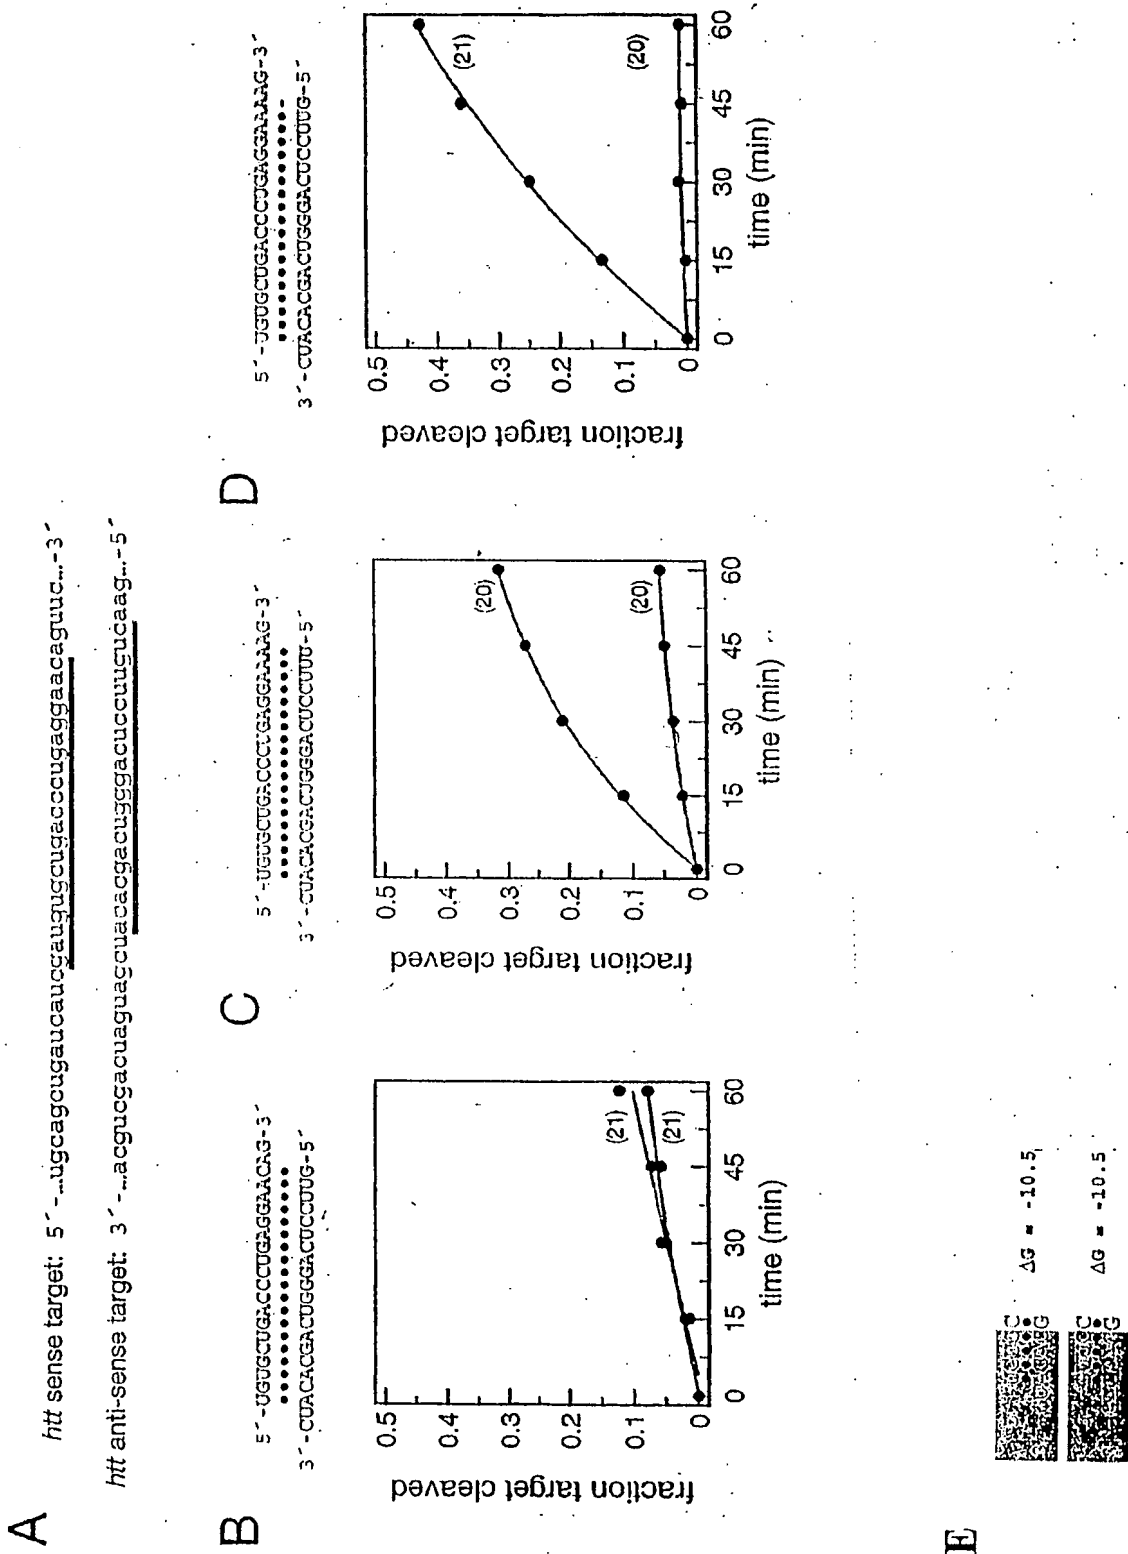 A
htt sense target: 5´-...ugcagcugaucaucgaugugcugacccugaggaacaguuc...-3´
htt anti-sense target: 3´-...acgucgacuaguagcuacacgacugggacuccuugucaag...-5´
B
5´-UGUGCUGACCCUGAGGAACAG-3´
3´-CUACACGACUGGGACUCCUUG-5´
fraction target cleaved
0.5
0.4
0.3
0.2
0.1
0
(21)
(21)
0 15 30 45 60
time (min)
C
5´-UGUGCUGACCCUGAGGAAAAG-3´
3´-CUACACGACUGGGACUCCUUU-5´
fraction target cleaved
0.5
0.4
0.3
0.2
0.1
0
(20)
(20)
0 15 30 45 60
time (min)
D
5´-UGUGCUGACCCUGAGGAAAAG-3´
3´-CUACACGACUGGGACUCCUUG-5´
fraction target cleaved
0.5
0.4
0.3
0.2
0.1
0
(21)
(20)
0 15 30 45 60
time (min)
E
C
G
ΔG = -10.5
C
G
ΔG = -10.5